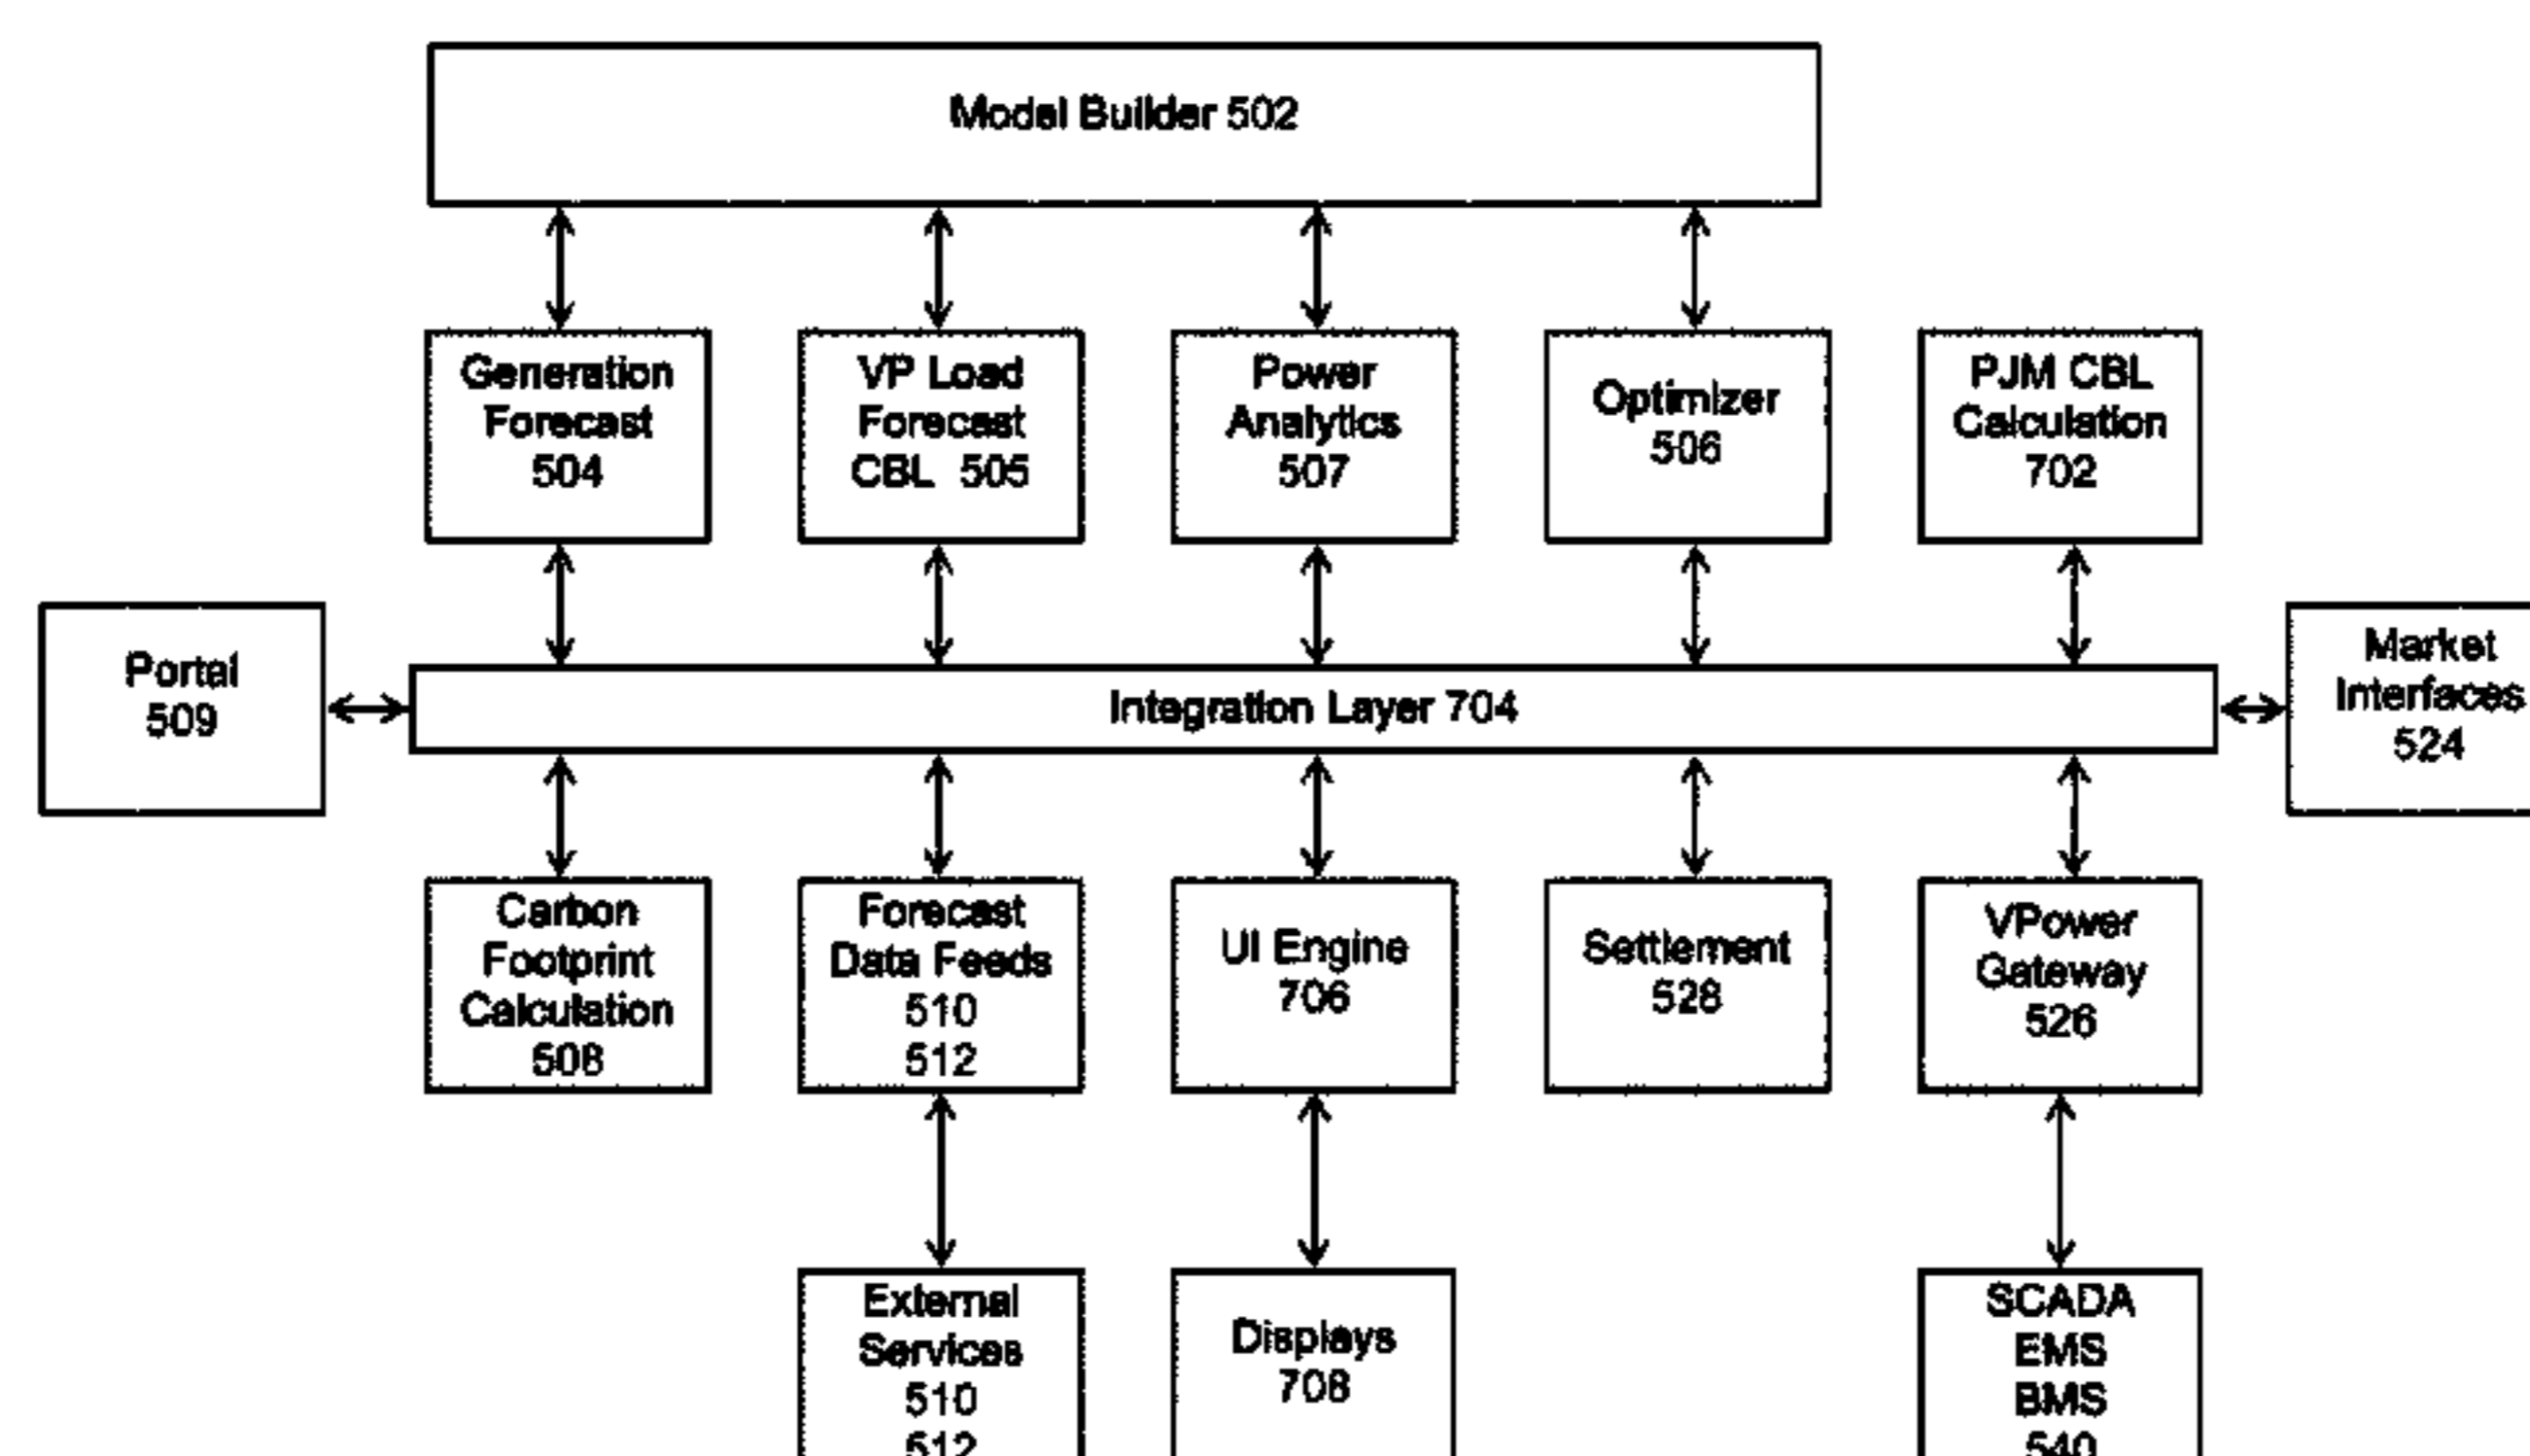 Model Builder 502
Generation
Forecast
504
VP Load
Forecast
CBL 505
Power
Analytics
507
Optimizer
506
PJM CBL
Calculation
702
Portal
509
Integration Layer 704
Market
Interfaces
524
Carbon
Footprint
Calculation
508
Forecast
Data Feeds
510
512
UI Engine
706
Settlement
528
VPower
Gateway
526
External
Services
510
512
Displays
708
SCADA
EMS
BMS
540